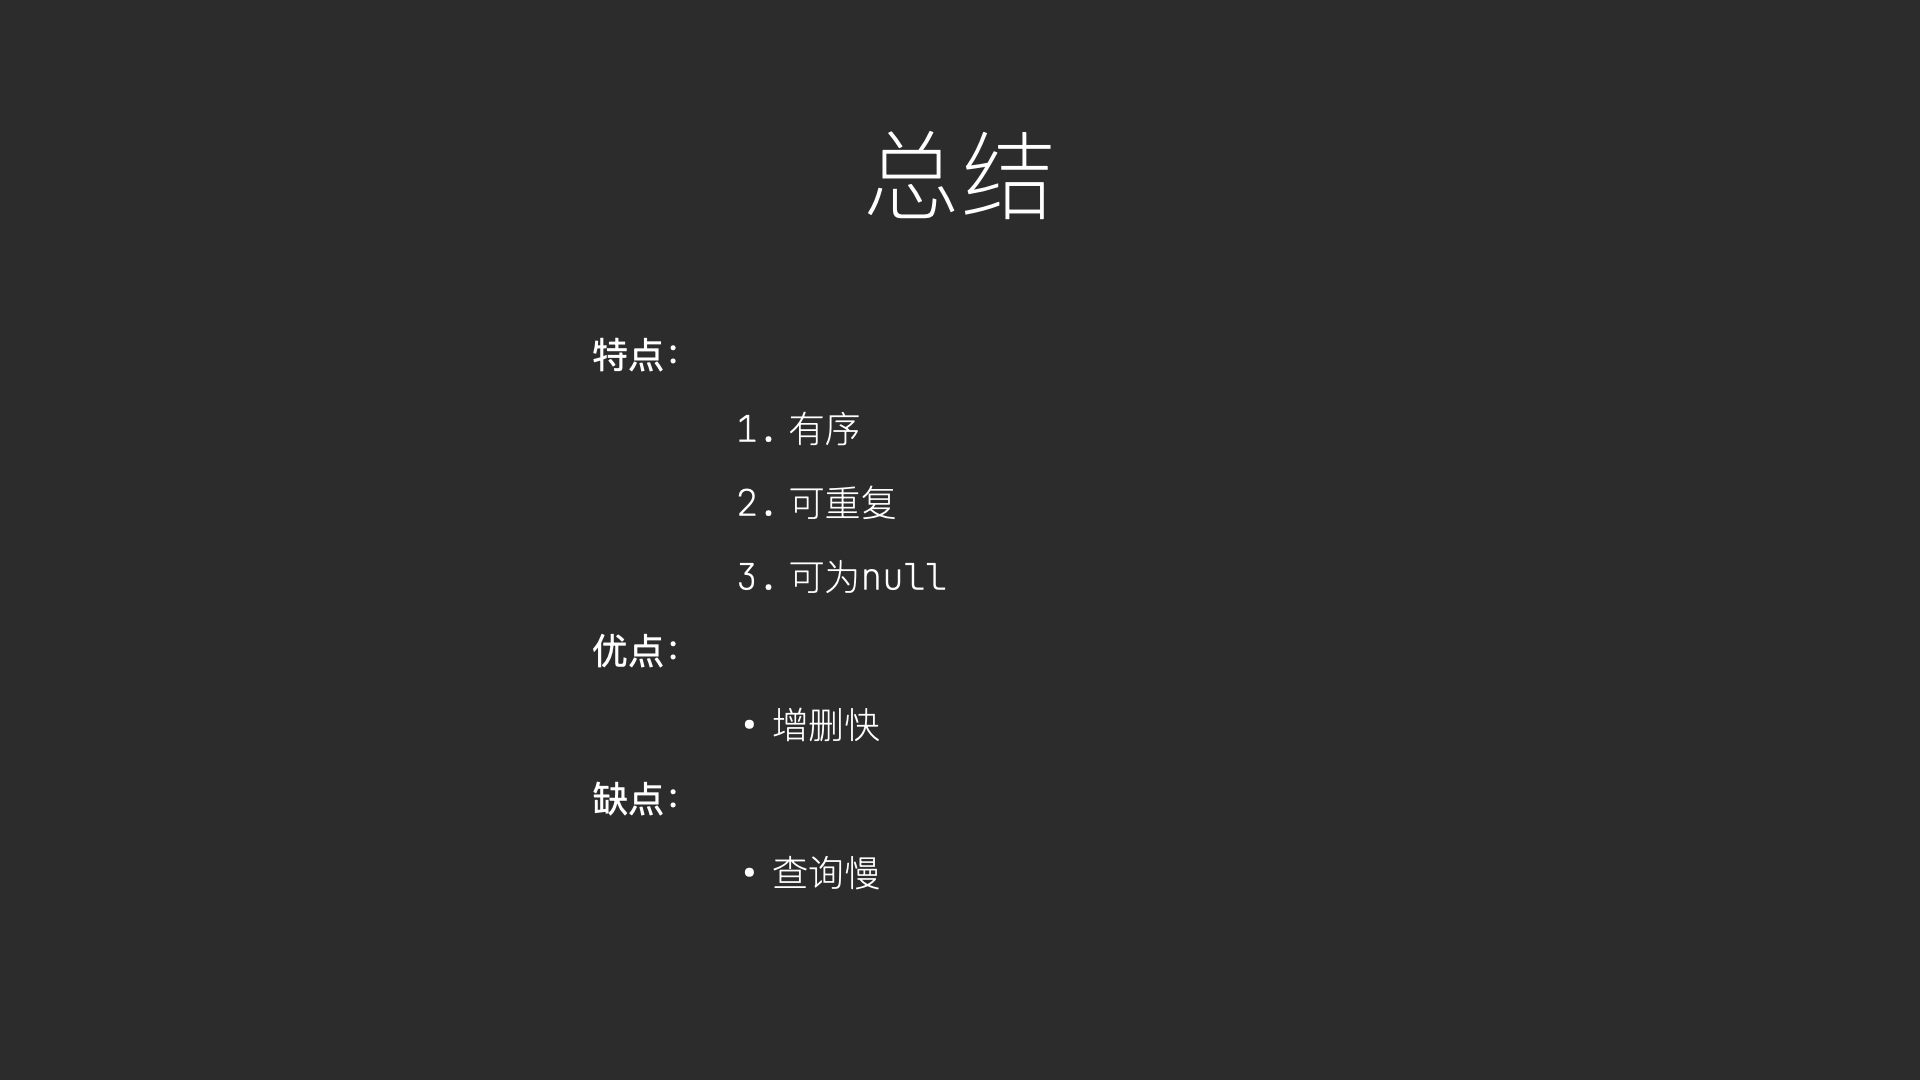 总结
特点：
1. 有序
2. 可重复
3. 可为null
优点：
• 增删快
缺点：
• 查询慢